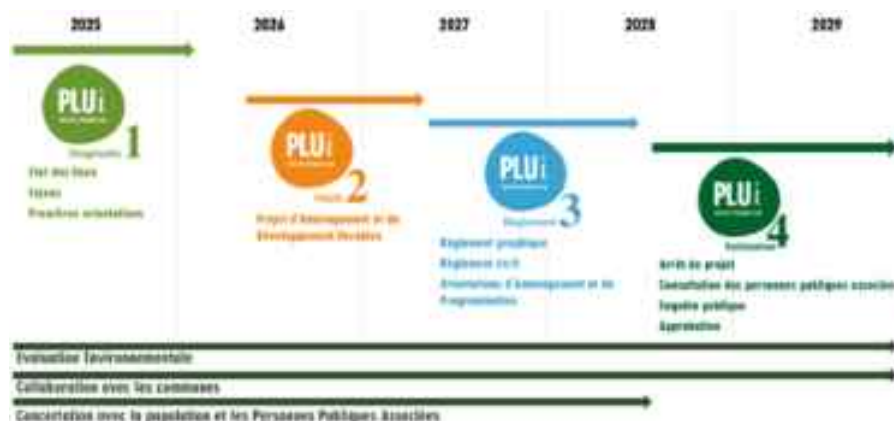 2025 2026 2027 2028 2029
PLUi
1
Etat des lieux
Enjeux
Premières orientations
PLUi
2
Projet d'Aménagement et de
Développement Durables
PLUi
3
Règlement graphique
Règlement écrit
Orientations d'Aménagement et de
Programmation
PLUi
4
Arrêt du projet
Consultation des personnes publiques associées
Enquête publique
Approbation
Evaluation Environnementale
Collaboration avec les communes
Concertation avec la population et les Personnes Publiques Associées